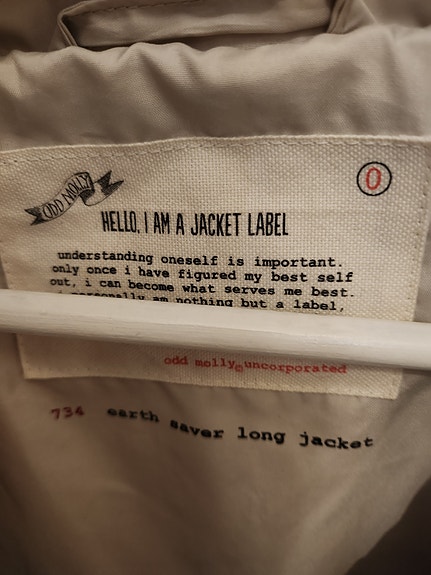 ODD MOLLY
0
HELLO. I AM A JACKET LABEL
understanding oneself is important.
only once i have figured my best self
out, i can become what serves me best.
i personally am nothing but a label,
odd molly©uncorporated
734 earth saver long jacket